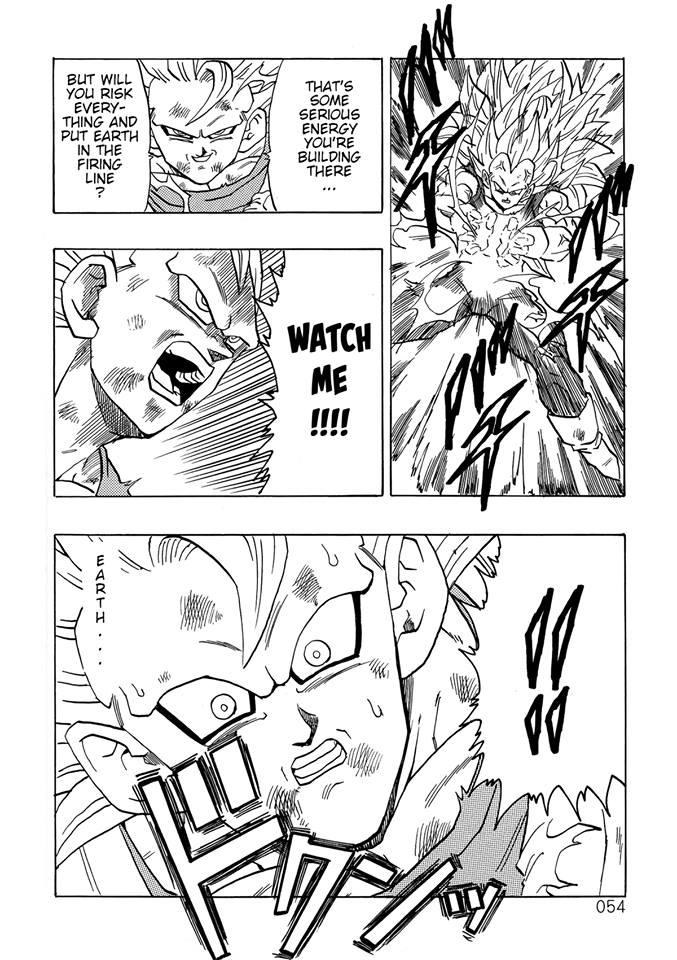 THAT'S
SOME
SERIOUS
ENERGY
YOU'RE
BUILDING
THERE
...
BUT WILL
YOU RISK
EVERY-
THING AND
PUT EARTH
IN THE
FIRING
LINE
?
WATCH
ME
!!!!
EARTH...
054